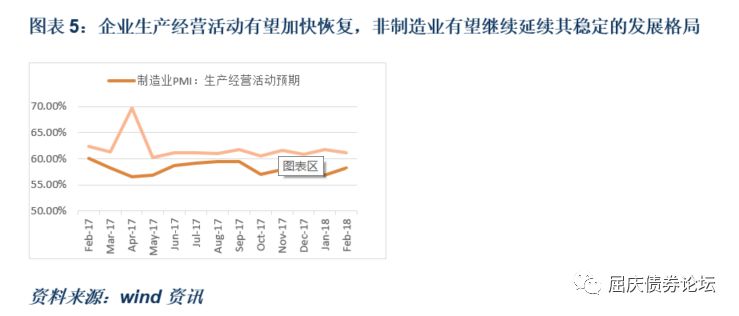 图表 5：企业生产经营活动有望加快恢复，非制造业有望继续延续其稳定的发展格局
制造业PMI：生产经营活动预期
70.00%
65.00%
60.00%
55.00%
50.00%
图表区
Feb-17
Mar-17
Apr-17
May-17
Jun-17
Jul-17
Aug-17
Sep-17
Oct-17
Nov-17
Dec-17
Jan-18
Feb-18
资料来源：wind 资讯
屈庆债券论坛